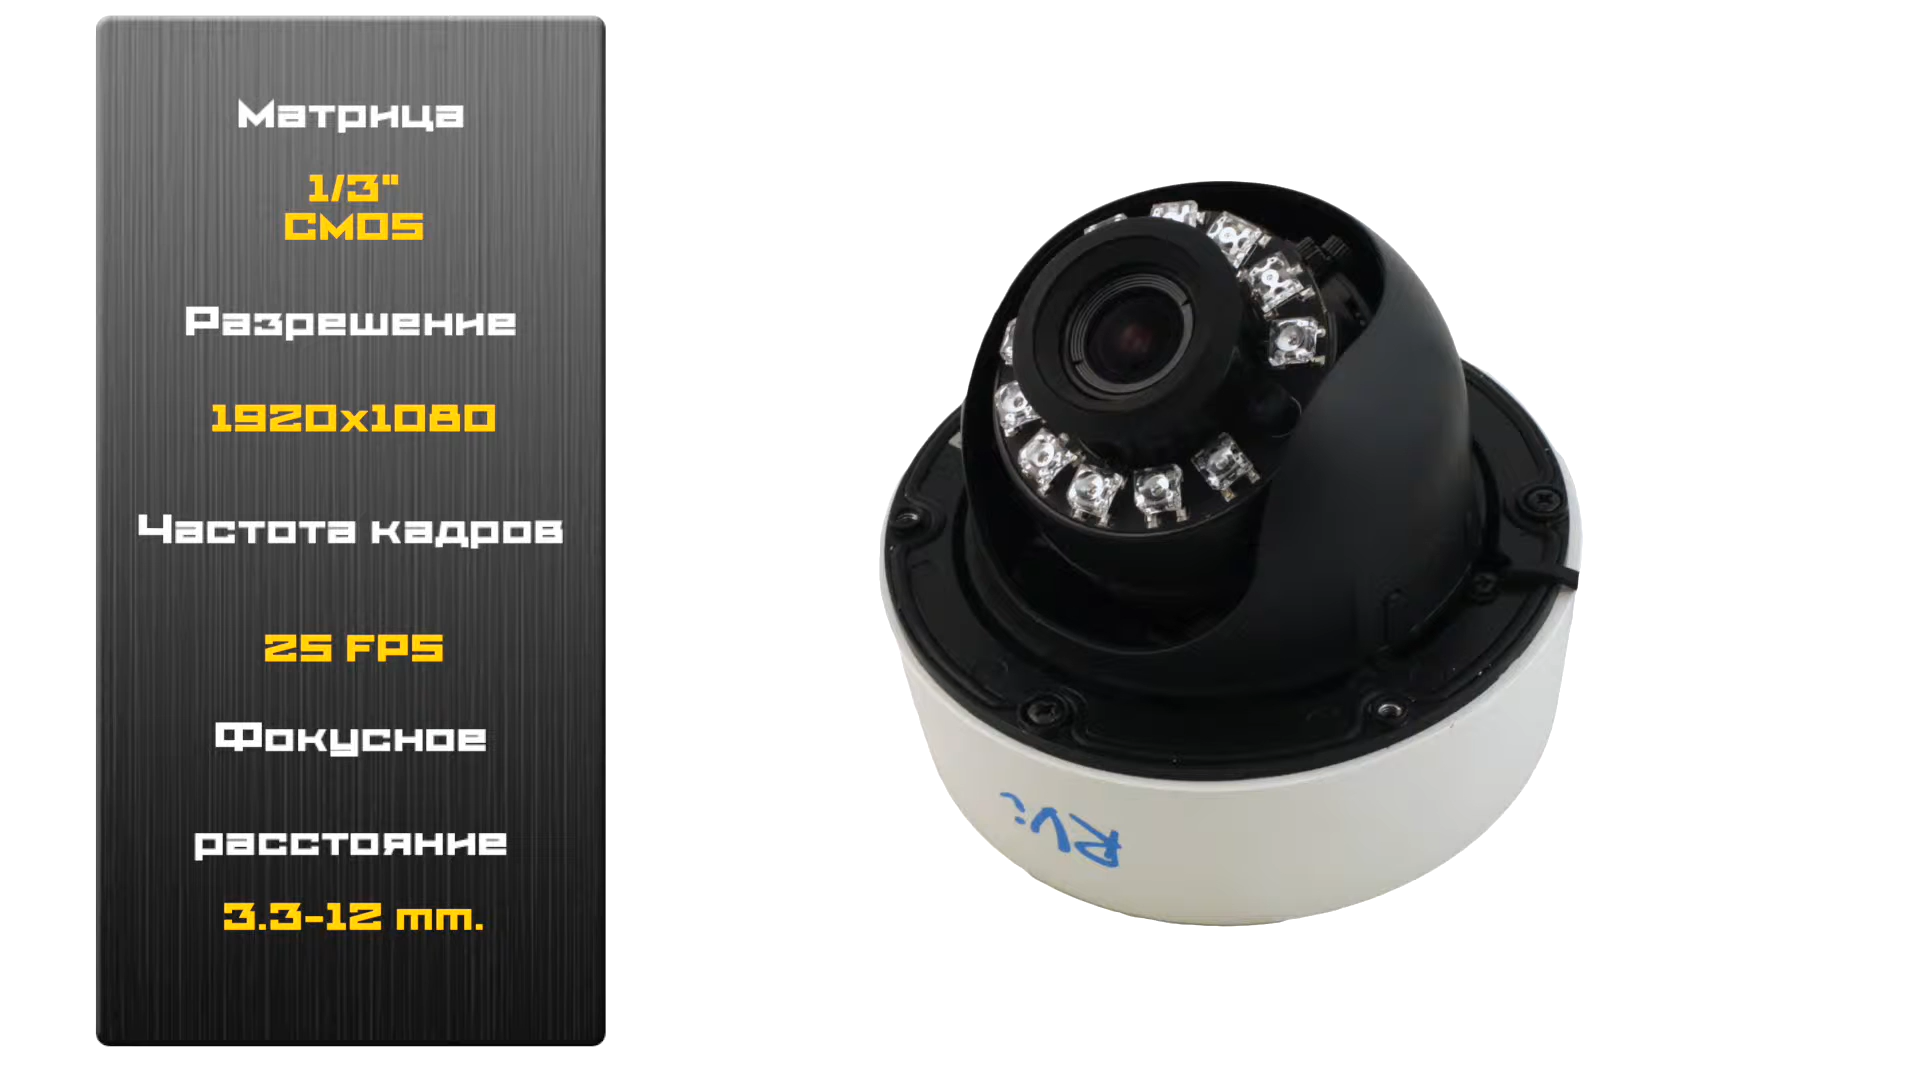 Матрица
1/3"
CMOS
Разрешение
1920x1080
Частота кадров
25 FPS
Фокусное
расстояние
3.3-12 mm.
RVi